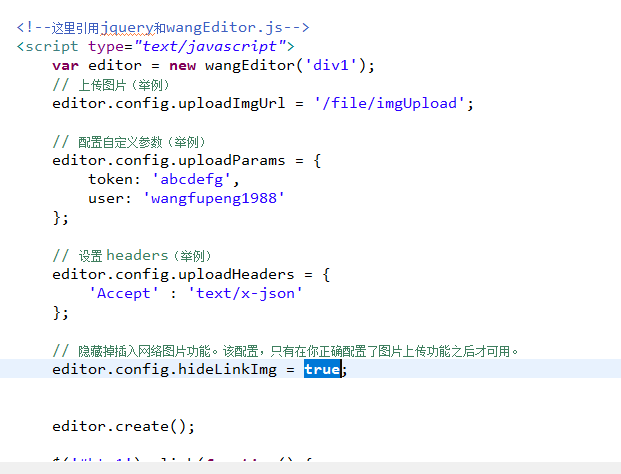 <!--这里引用jquery和wangEditor.js-->
<script type="text/javascript">
var editor = new wangEditor('div1');
// 上传图片（举例）
editor.config.uploadImgUrl = '/file/imgUpload';
// 配置自定义参数（举例）
editor.config.uploadParams = {
token: 'abcdefg',
user: 'wangfupeng1988'
};
// 设置 headers（举例）
editor.config.uploadHeaders = {
'Accept' : 'text/x-json'
};
// 隐藏掉插入网络图片功能。该配置，只有在你正确配置了图片上传功能之后才可用。
editor.config.hideLinkImg = true;
editor.create();